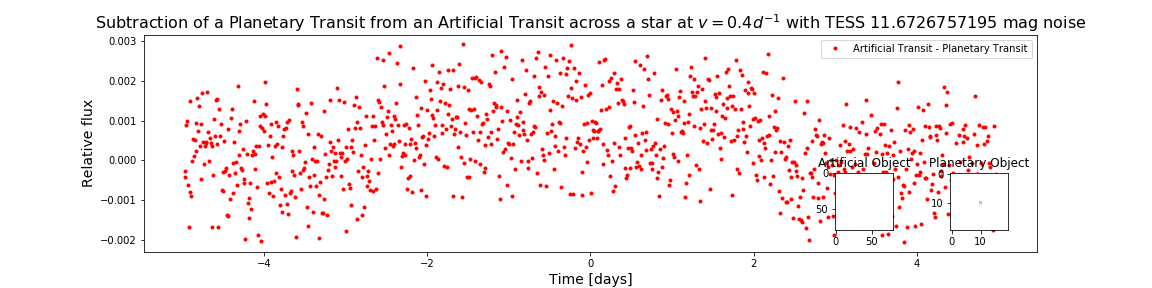 Subtraction of a Planetary Transit from an Artificial Transit across a star at v = 0.4d⁻¹ with TESS 11.6726757195 mag noise
Artificial Transit - Planetary Transit
Relative flux
0.003
0.002
0.001
0.000
−0.001
−0.002
Artificial Object
0
50
0 50
Planetary Object
0
10
0 10
−4 −2 0 2 4
Time [days]